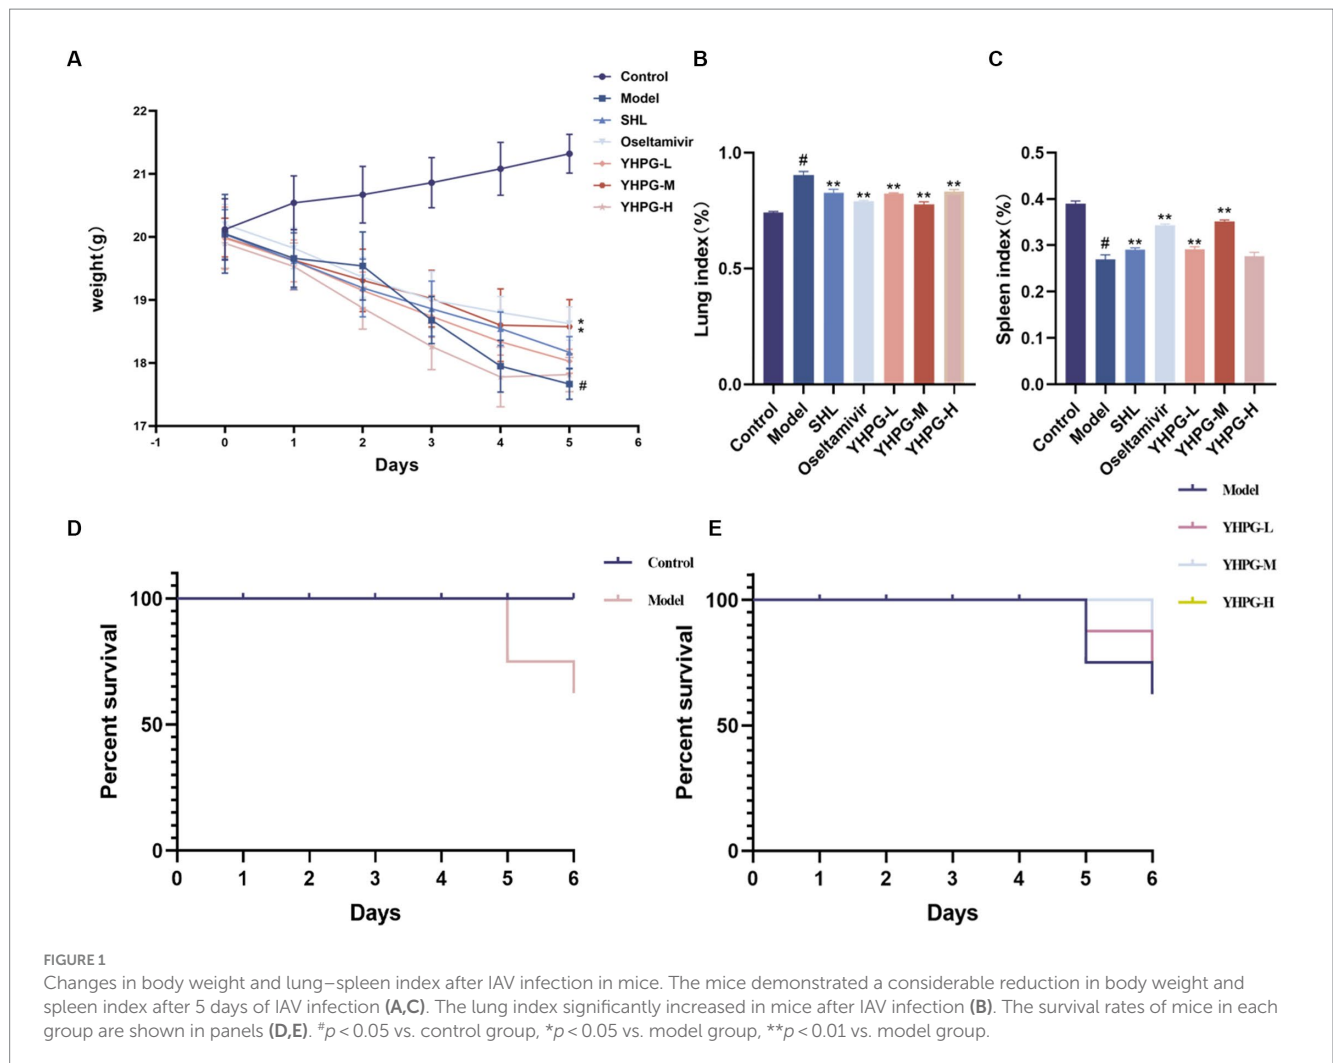 A
B
C
Control
Model
SHL
Oseltamivir
YHPG-L
YHPG-M
YHPG-H
22
21
20
19
18
17
weight(g)
-1 0 1 2 3 4 5 6
Days
*
*
#
1.0
0.5
0.0
Lung index(%)
# ** ** ** ** **
Control Model SHL Oseltamivir YHPG-L YHPG-M YHPG-H
0.5
0.4
0.3
0.2
0.1
0.0
Spleen index(%)
# ** ** ** **
Control Model SHL Oseltamivir YHPG-L YHPG-M YHPG-H
D
Control
Model
100
50
0
Percent survival
0 1 2 3 4 5 6
Days
E
Model
YHPG-L
YHPG-M
YHPG-H
100
50
0
Percent survival
0 1 2 3 4 5 6
Days
FIGURE 1
Changes in body weight and lung–spleen index after IAV infection in mice. The mice demonstrated a considerable reduction in body weight and
spleen index after 5 days of IAV infection (A,C). The lung index significantly increased in mice after IAV infection (B). The survival rates of mice in each
group are shown in panels (D,E). #p < 0.05 vs. control group, *p < 0.05 vs. model group, **p < 0.01 vs. model group.